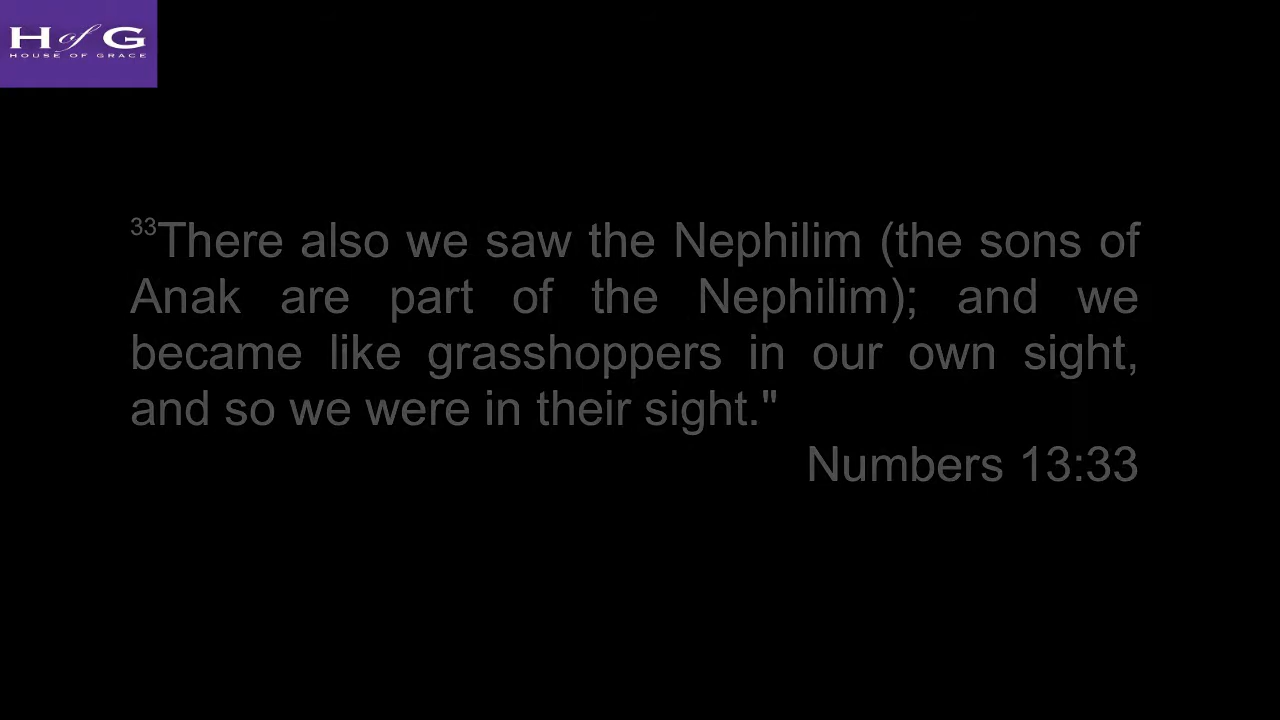 H of G
HOUSE OF GRACE
33There also we saw the Nephilim (the sons of
Anak are part of the Nephilim); and we
became like grasshoppers in our own sight,
and so we were in their sight."
Numbers 13:33